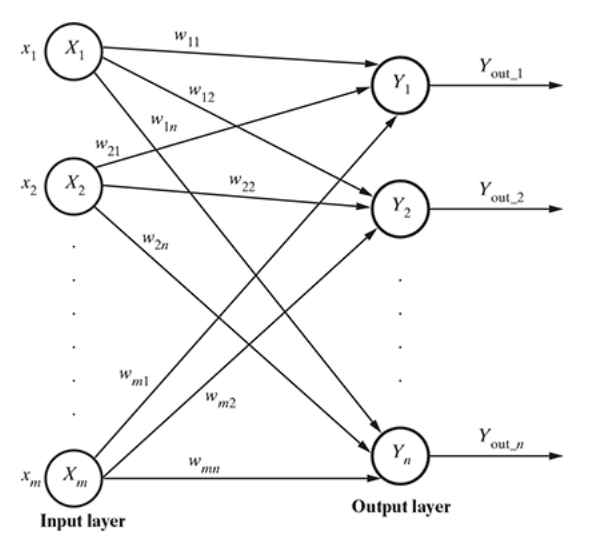 x1 X1 w11 Y1 Yout_1
w12
w1n
w21
x2 X2 w22 Y2 Yout_2
w2n
wm1
wm2
xm Xm wmn Yn Yout_n
Input layer Output layer